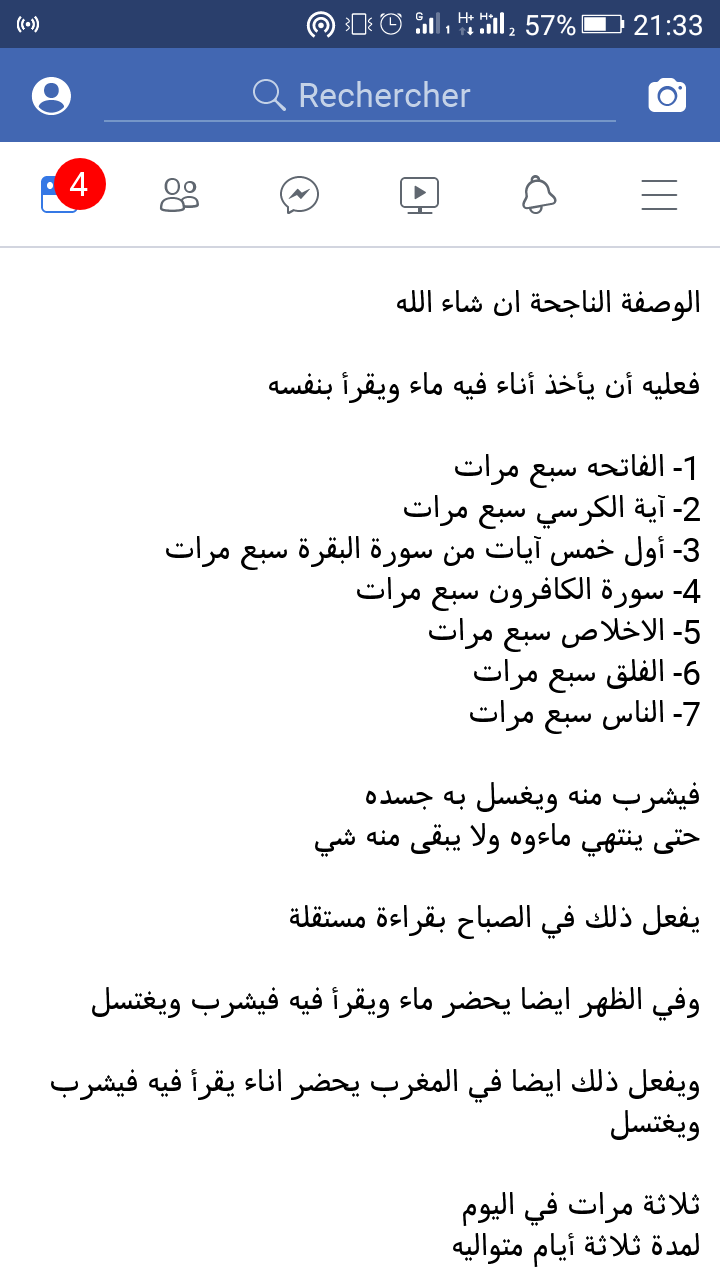 57% 21:33
Rechercher
4
الوصفة الناجحة ان شاء الله
فعليه أن يأخذ أناء فيه ماء ويقرأ بنفسه
1- الفاتحه سبع مرات
2- آية الكرسي سبع مرات
3- أول خمس آيات من سورة البقرة سبع مرات
4- سورة الكافرون سبع مرات
5- الاخلاص سبع مرات
6- الفلق سبع مرات
7- الناس سبع مرات
فيشرب منه ويغسل به جسده
حتى ينتهي ماءوه ولا يبقى منه شي
يفعل ذلك في الصباح بقراءة مستقلة
وفي الظهر ايضا يحضر ماء ويقرأ فيه فيشرب ويغتسل
ويفعل ذلك ايضا في المغرب يحضر اناء يقرأ فيه فيشرب
ويغتسل
ثلاثة مرات في اليوم
لمدة ثلاثة أيام متواليه